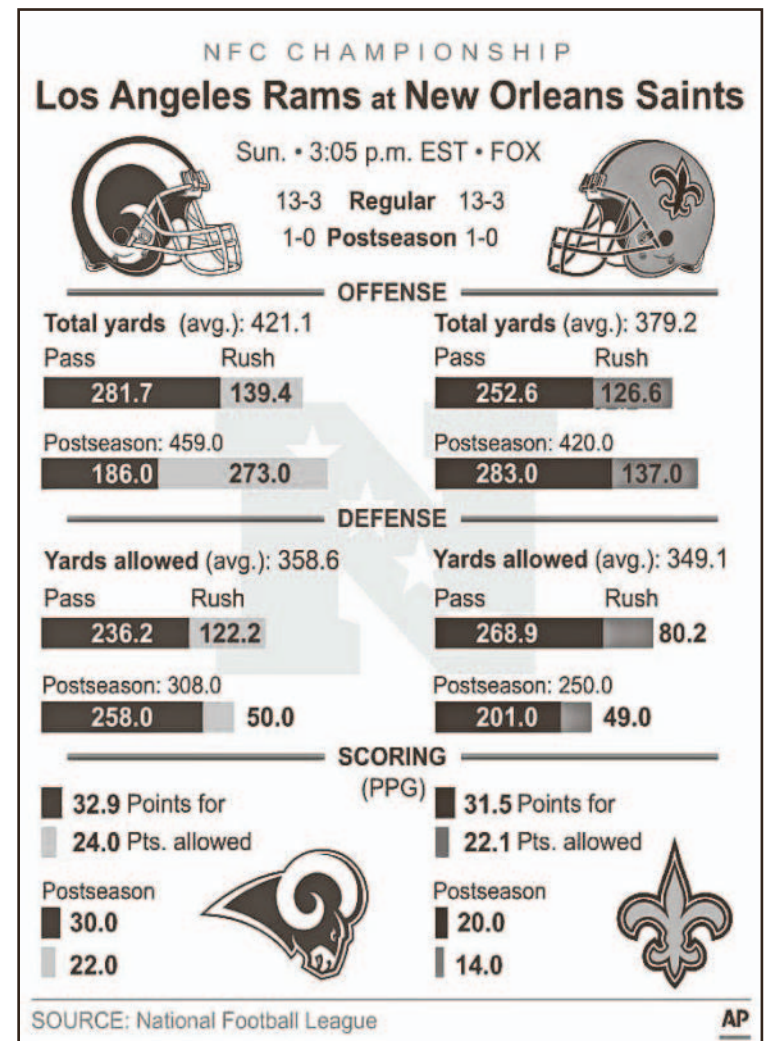 NFC CHAMPIONSHIP
Los Angeles Rams at New Orleans Saints
Sun. • 3:05 p.m. EST • FOX
13-3 Regular 13-3
1-0 Postseason 1-0
OFFENSE
Total yards (avg.): 421.1
Pass Rush
281.7 139.4
Postseason: 459.0
186.0 273.0
Total yards (avg.): 379.2
Pass Rush
252.6 126.6
Postseason: 420.0
283.0 137.0
DEFENSE
Yards allowed (avg.): 358.6
Pass Rush
236.2 122.2
Postseason: 308.0
258.0 50.0
Yards allowed (avg.): 349.1
Pass Rush
268.9 80.2
Postseason: 250.0
201.0 49.0
SCORING
(PPG)
32.9 Points for
24.0 Pts. allowed
Postseason
30.0
22.0
31.5 Points for
22.1 Pts. allowed
Postseason
20.0
14.0
SOURCE: National Football League
AP